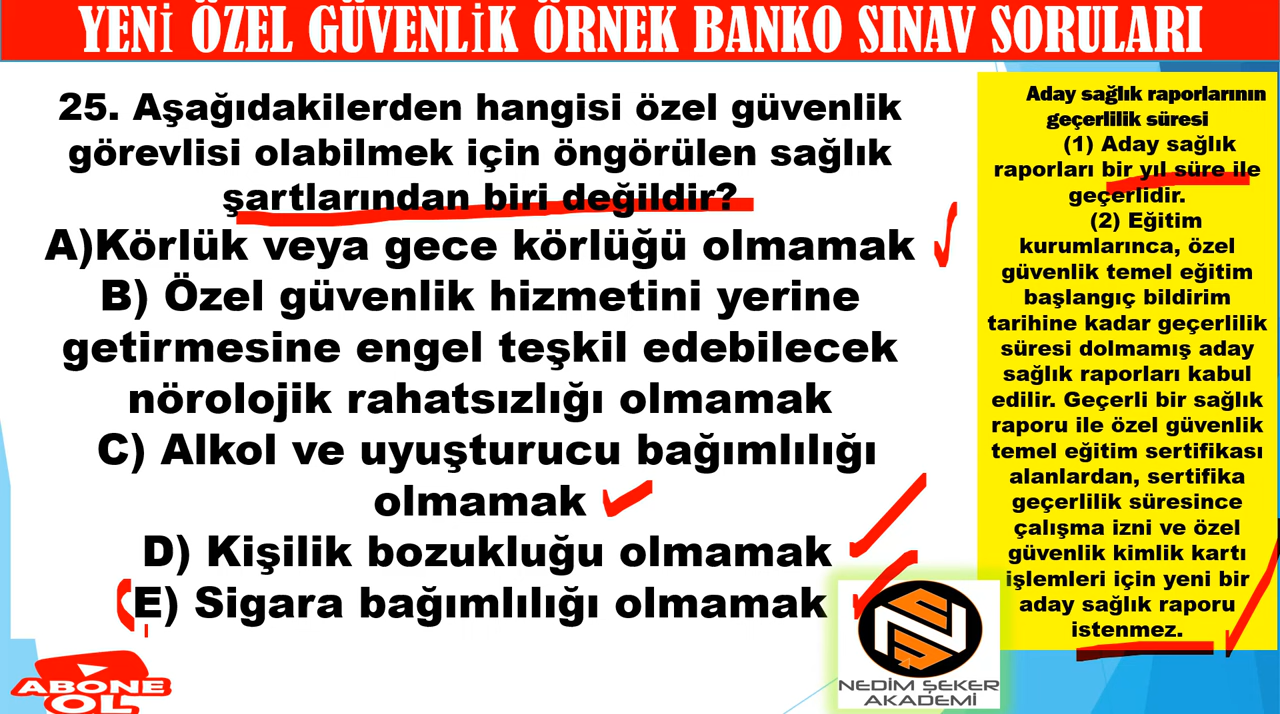 YENİ ÖZEL GÜVENLİK ÖRNEK BANKO SINAV SORULARI
25. Aşağıdakilerden hangisi özel güvenlik
görevlisi olabilmek için öngörülen sağlık
şartlarından biri değildir?
A)Körlük veya gece körlüğü olmamak
B) Özel güvenlik hizmetini yerine
getirmesine engel teşkil edebilecek
nörolojik rahatsızlığı olmamak
C) Alkol ve uyuşturucu bağımlılığı
olmamak
D) Kişilik bozukluğu olmamak
E) Sigara bağımlılığı olmamak
Aday sağlık raporlarının
geçerlilik süresi
(1) Aday sağlık
raporları bir yıl süre ile
geçerlidir.
(2) Eğitim
kurumlarınca, özel
güvenlik temel eğitim
başlangıç bildirim
tarihine kadar geçerlilik
süresi dolmamış aday
sağlık raporları kabul
edilir. Geçerli bir sağlık
raporu ile özel güvenlik
temel eğitim sertifikası
alanlardan, sertifika
geçerlilik süresince
çalışma izni ve özel
güvenlik kimlik kartı
işlemleri için yeni bir
aday sağlık raporu
istenmez.
NEDİM ŞEKER
AKADEMİ
ABONE
OL